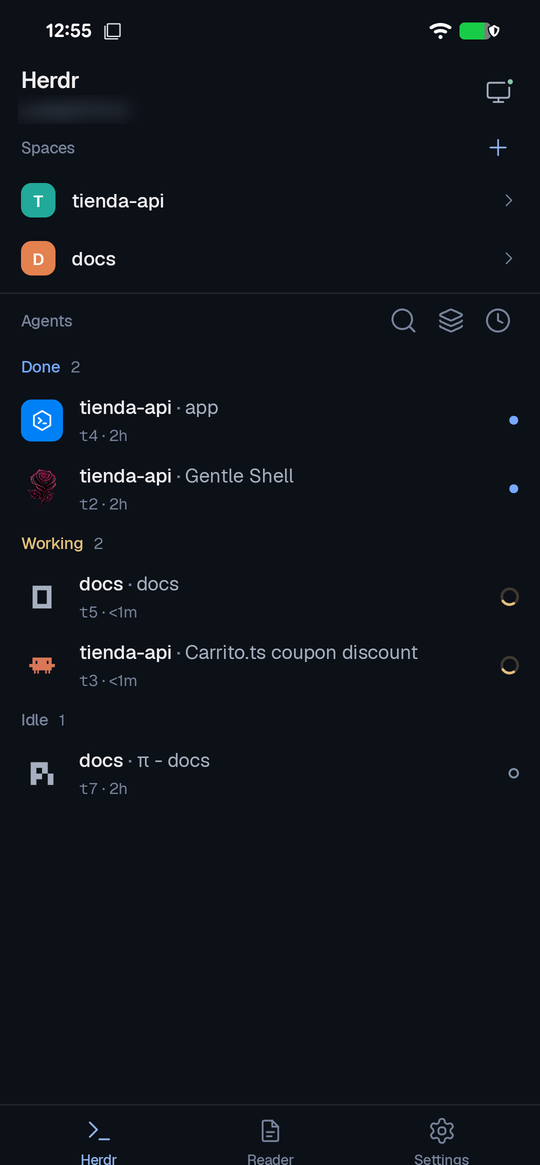 12:55
Herdr
Spaces
T tienda-api
D docs
Agents
Done 2
tienda-api · app
t4 · 2h
tienda-api · Gentle Shell
t2 · 2h
Working 2
docs · docs
t5 · <1m
tienda-api · Carrito.ts coupon discount
t3 · <1m
Idle 1
docs · π - docs
t7 · 2h
Herdr Reader Settings